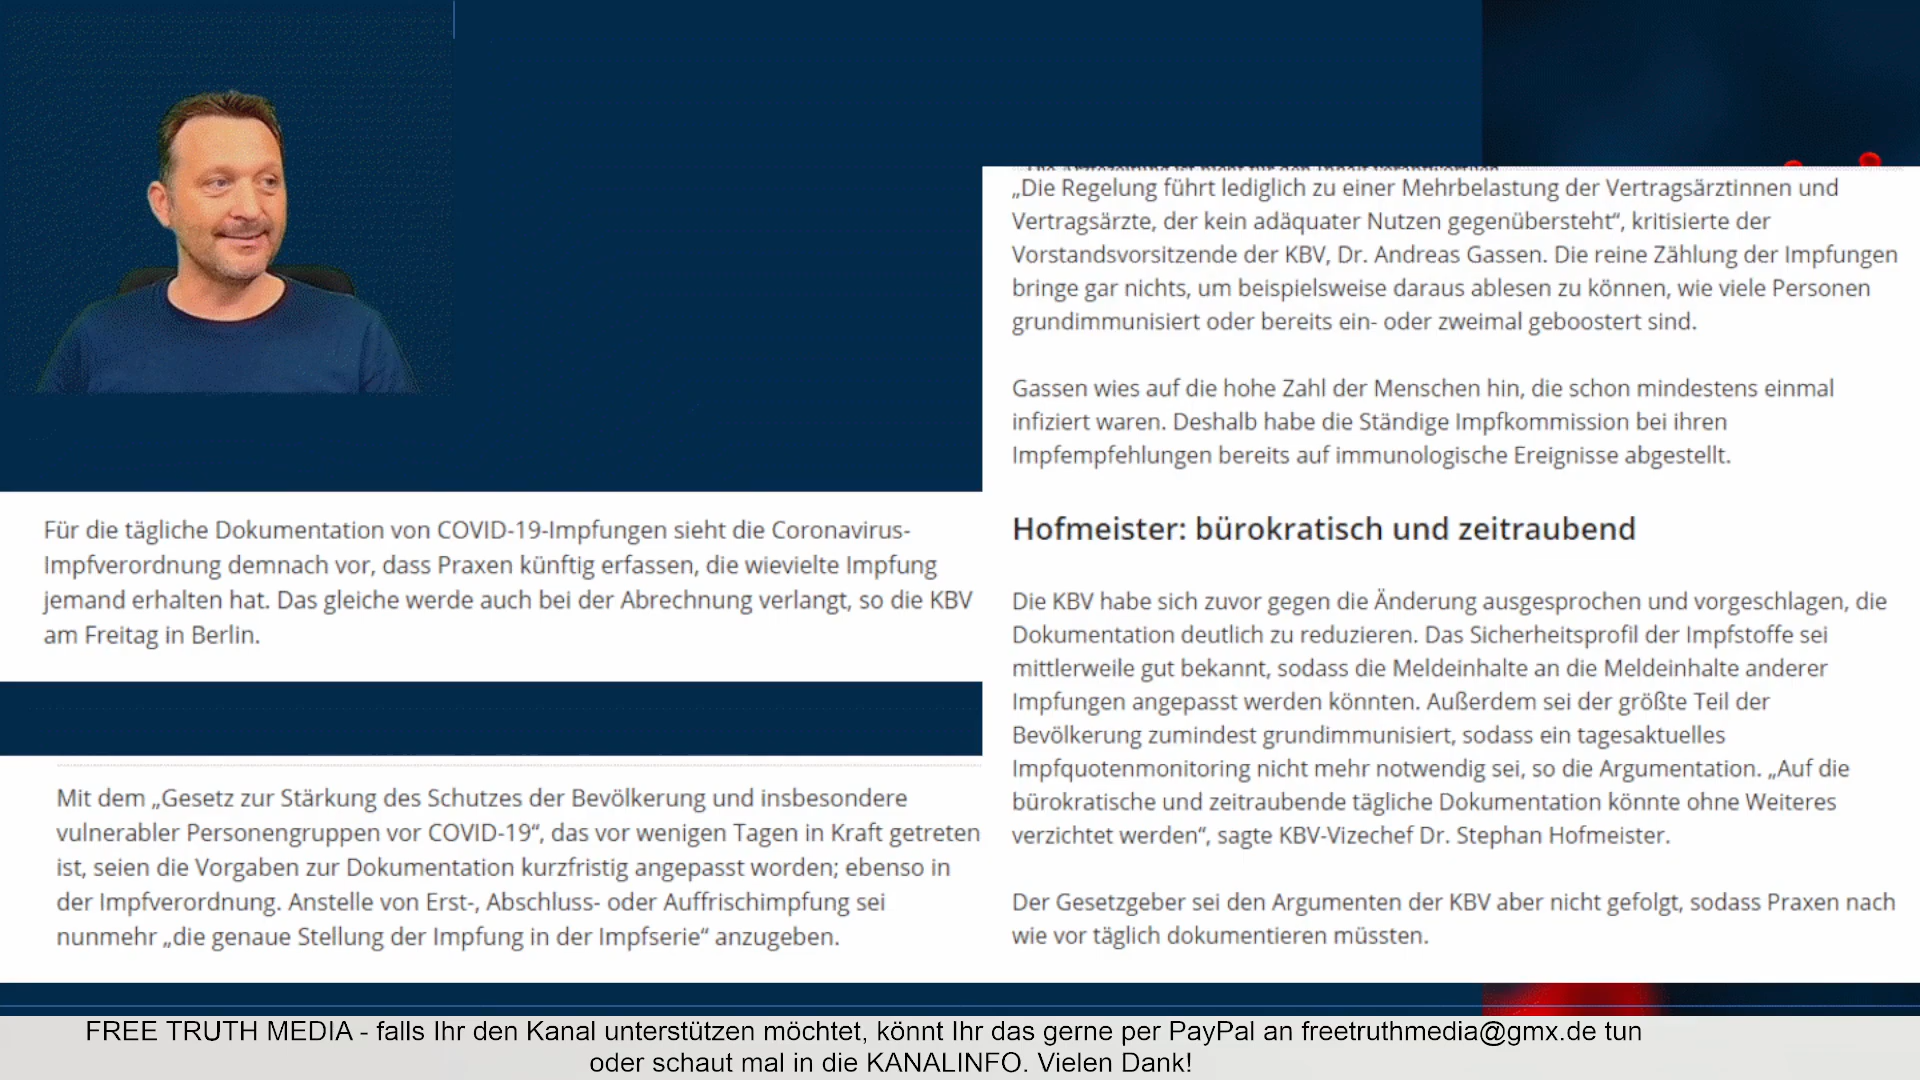 Für die tägliche Dokumentation von COVID-19-Impfungen sieht die Coronavirus-
Impfverordnung demnach vor, dass Praxen künftig erfassen, die wievielte Impfung
jemand erhalten hat. Das gleiche werde auch bei der Abrechnung verlangt, so die KBV
am Freitag in Berlin.
Mit dem „Gesetz zur Stärkung des Schutzes der Bevölkerung und insbesondere
vulnerabler Personengruppen vor COVID-19“, das vor wenigen Tagen in Kraft getreten
ist, seien die Vorgaben zur Dokumentation kurzfristig angepasst worden; ebenso in
der Impfverordnung. Anstelle von Erst-, Abschluss- oder Auffrischimpfung sei
nunmehr „die genaue Stellung der Impfung in der Impfserie“ anzugeben.
„Die Regelung führt lediglich zu einer Mehrbelastung der Vertragsärztinnen und
Vertragsärzte, der kein adäquater Nutzen gegenübersteht“, kritisierte der
Vorstandsvorsitzende der KBV, Dr. Andreas Gassen. Die reine Zählung der Impfungen
bringe gar nichts, um beispielsweise daraus ablesen zu können, wie viele Personen
grundimmunisiert oder bereits ein- oder zweimal geboostert sind.
Gassen wies auf die hohe Zahl der Menschen hin, die schon mindestens einmal
infiziert waren. Deshalb habe die Ständige Impfkommission bei ihren
Impfempfehlungen bereits auf immunologische Ereignisse abgestellt.
Hofmeister: bürokratisch und zeitraubend
Die KBV habe sich zuvor gegen die Änderung ausgesprochen und vorgeschlagen, die
Dokumentation deutlich zu reduzieren. Das Sicherheitsprofil der Impfstoffe sei
mittlerweile gut bekannt, sodass die Meldeinhalte an die Meldeinhalte anderer
Impfungen angepasst werden könnten. Außerdem sei der größte Teil der
Bevölkerung zumindest grundimmunisiert, sodass ein tagesaktuelles
Impfquotenmonitoring nicht mehr notwendig sei, so die Argumentation. „Auf die
bürokratische und zeitraubende tägliche Dokumentation könnte ohne Weiteres
verzichtet werden“, sagte KBV-Vizechef Dr. Stephan Hofmeister.
Der Gesetzgeber sei den Argumenten der KBV aber nicht gefolgt, sodass Praxen nach
wie vor täglich dokumentieren müssten.
FREE TRUTH MEDIA - falls Ihr den Kanal unterstützen möchtet, könnt Ihr das gerne per PayPal an freetruthmedia@gmx.de tun
oder schaut mal in die KANALINFO. Vielen Dank!